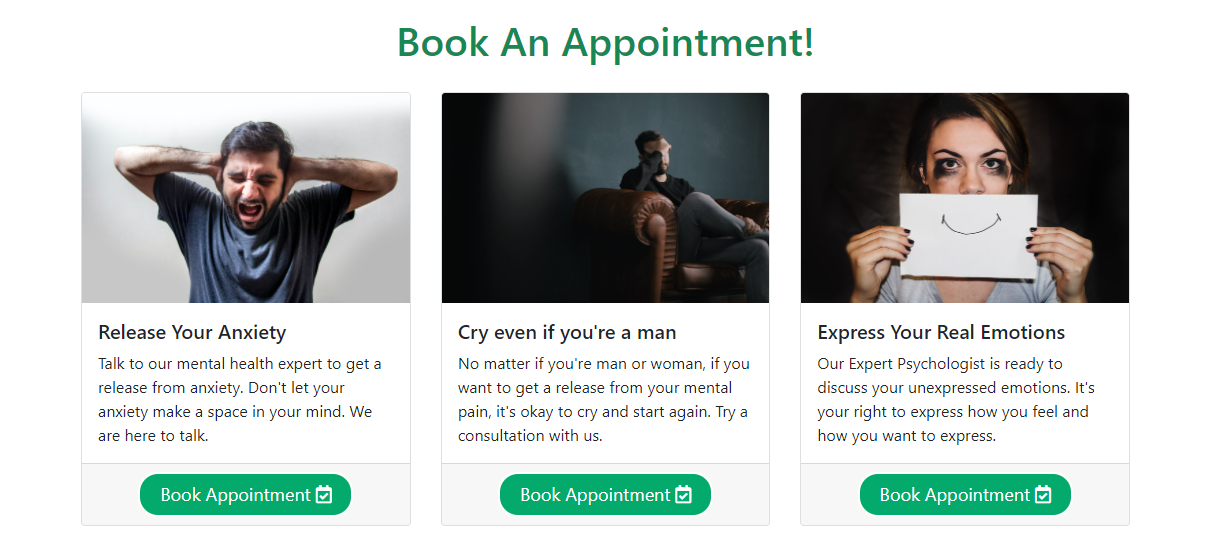 Book An Appointment!
Release Your Anxiety
Talk to our mental health expert to get a
release from anxiety. Don't let your
anxiety make a space in your mind. We
are here to talk.
Book Appointment
Cry even if you're a man
No matter if you're man or woman, if you
want to get a release from your mental
pain, it's okay to cry and start again. Try a
consultation with us.
Book Appointment
Express Your Real Emotions
Our Expert Psychologist is ready to
discuss your unexpressed emotions. It's
your right to express how you feel and
how you want to express.
Book Appointment